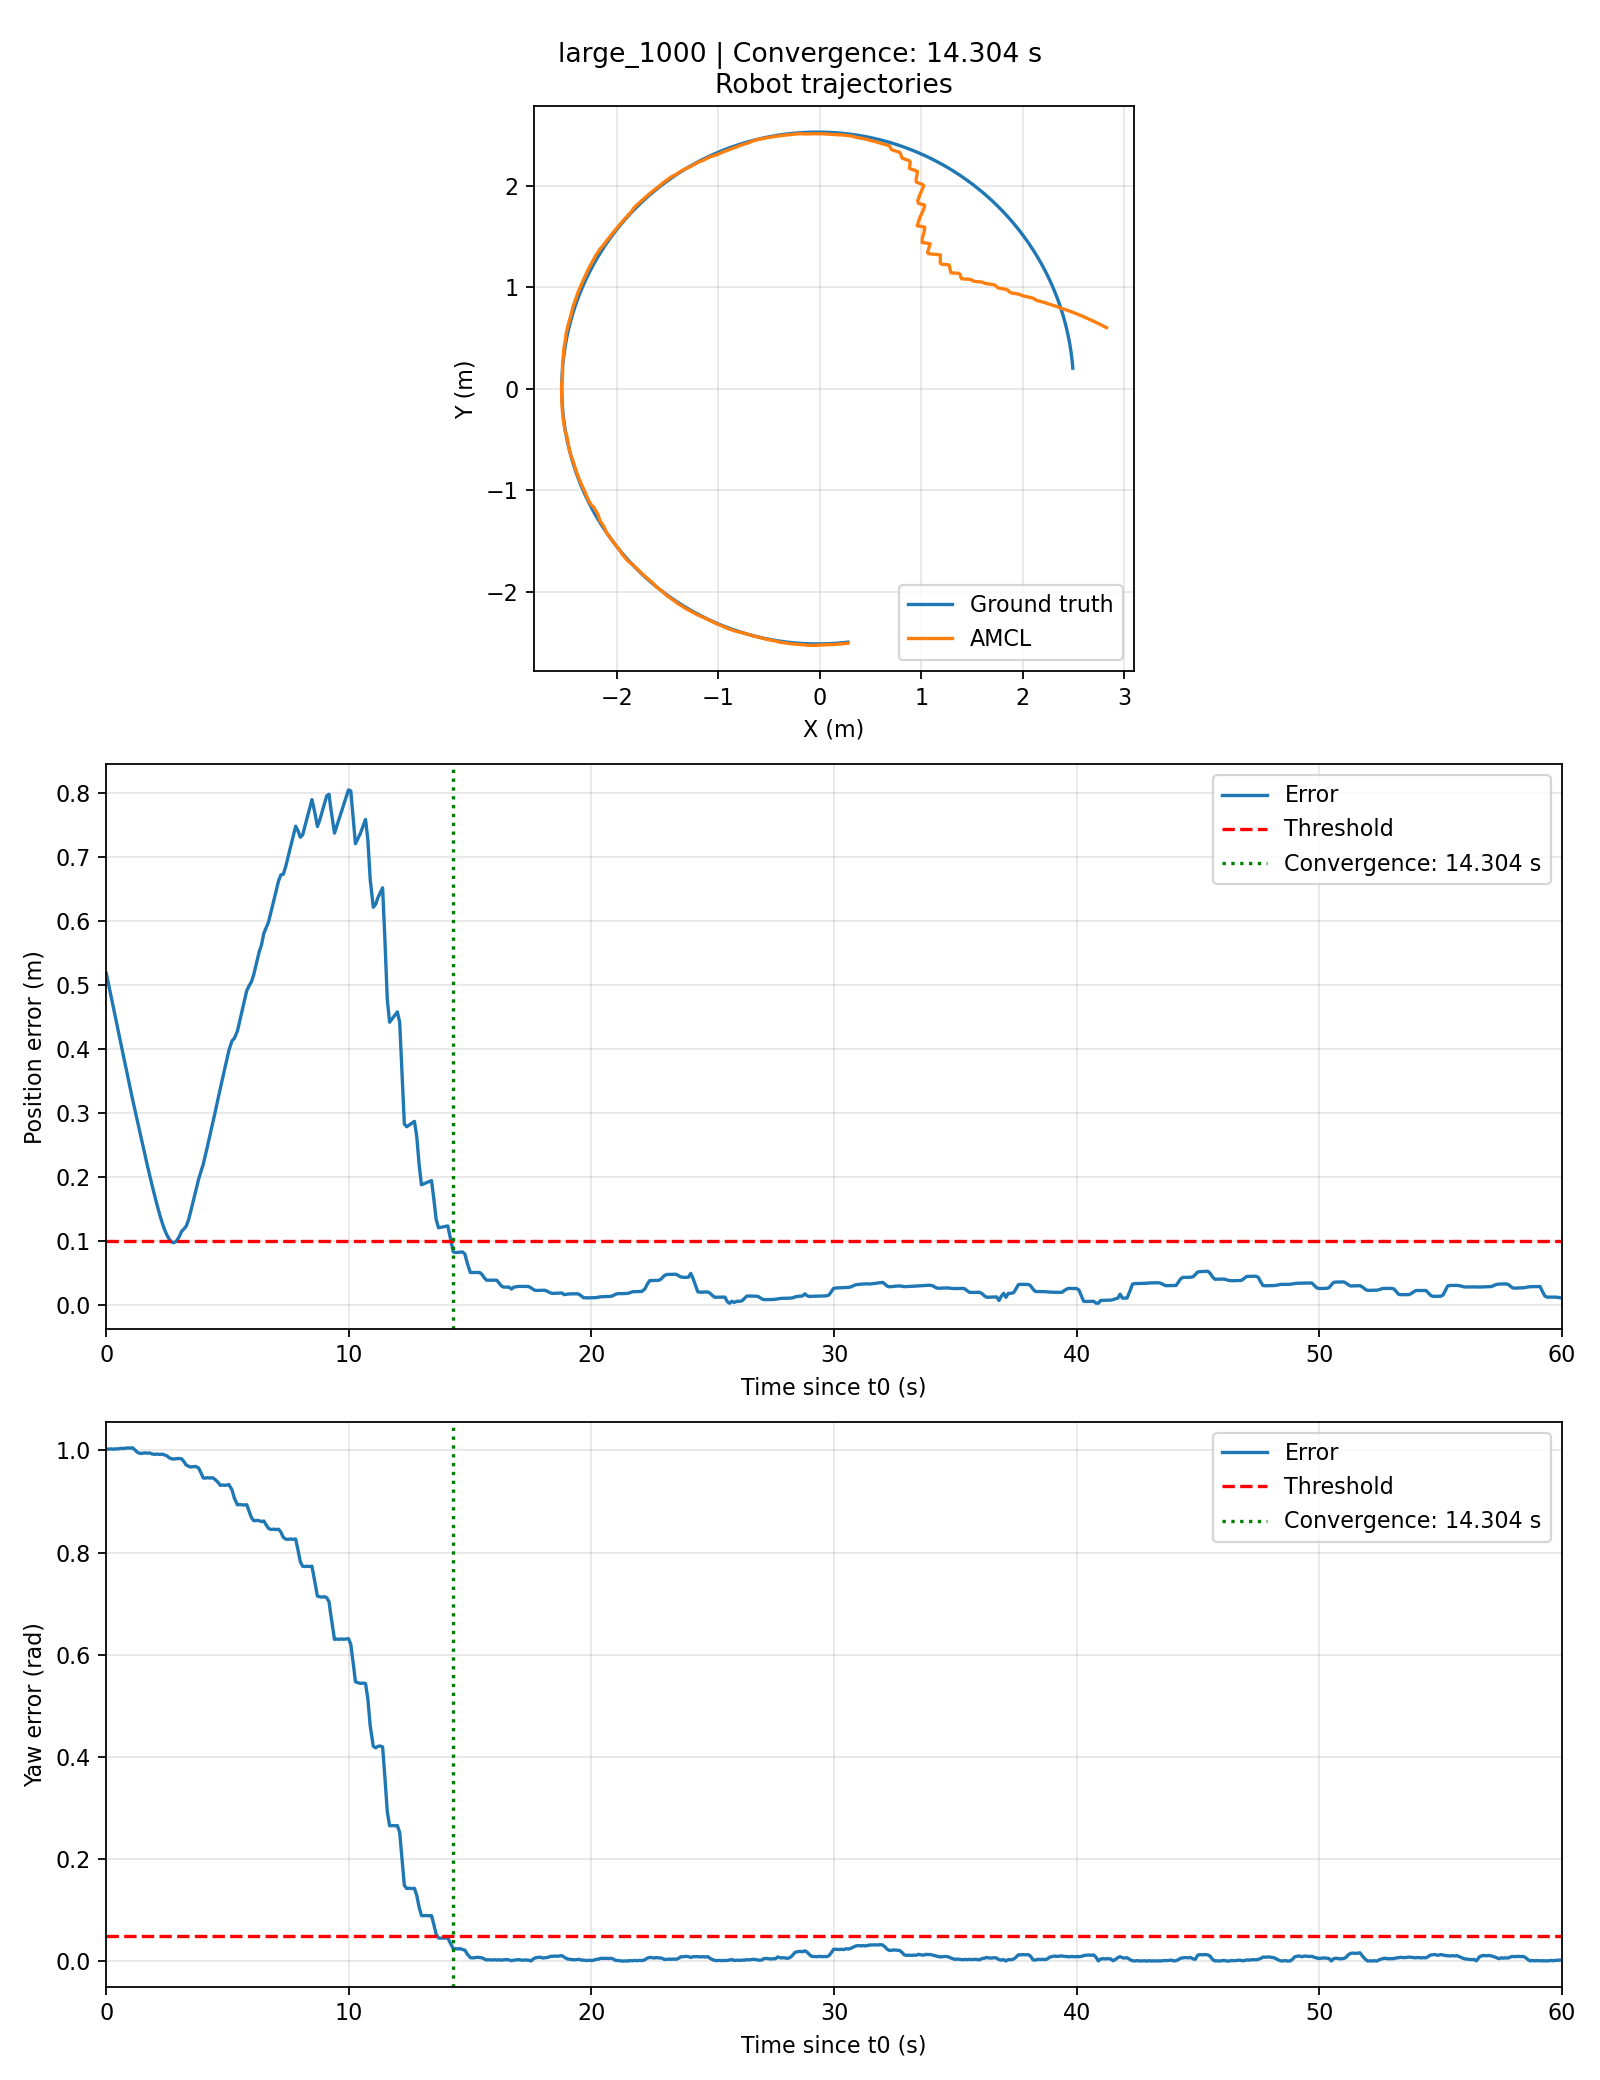 large_1000 | Convergence: 14.304 s
Robot trajectories
2
1
0
−1
−2
Y (m)
Ground truth
AMCL
−2 −1 0 1 2 3
X (m)
0.8
0.7
0.6
0.5
0.4
0.3
0.2
0.1
0.0
Position error (m)
Error
Threshold
Convergence: 14.304 s
0 10 20 30 40 50 60
Time since t0 (s)
1.0
0.8
0.6
0.4
0.2
0.0
Yaw error (rad)
Error
Threshold
Convergence: 14.304 s
0 10 20 30 40 50 60
Time since t0 (s)